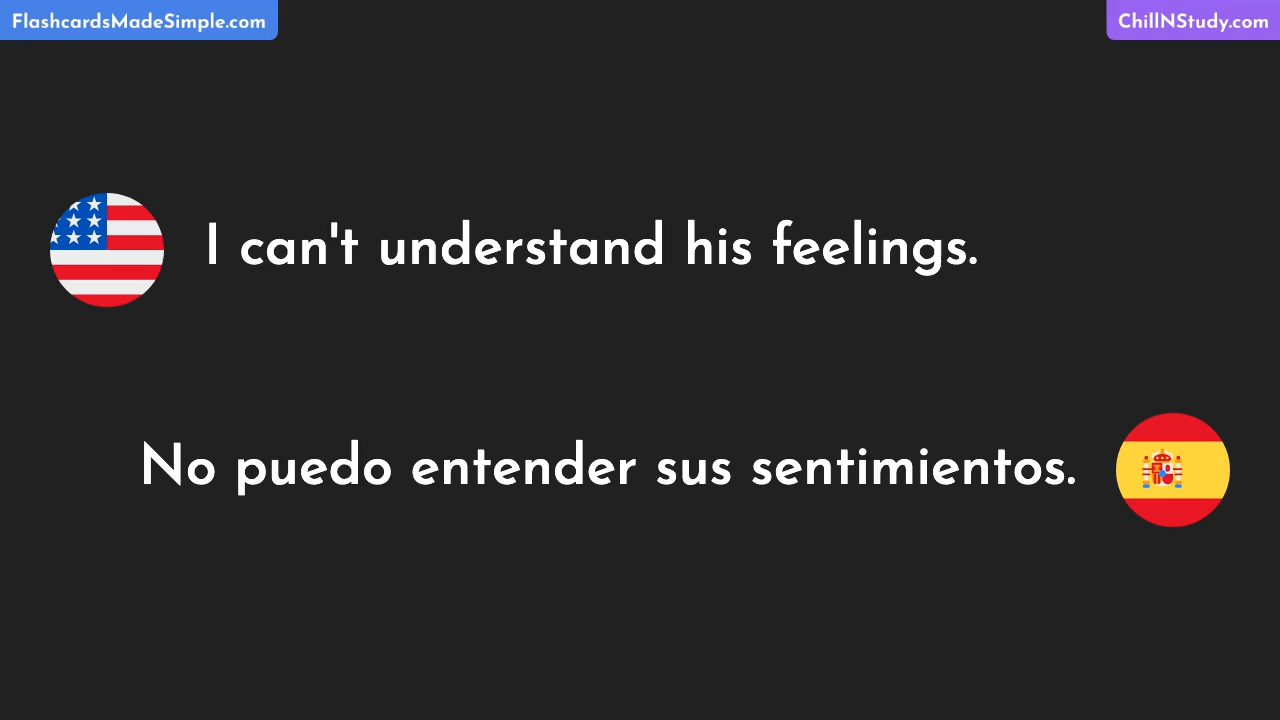 FlashcardsMadeSimple.com
ChillNStudy.com
I can't understand his feelings.
No puedo entender sus sentimientos.